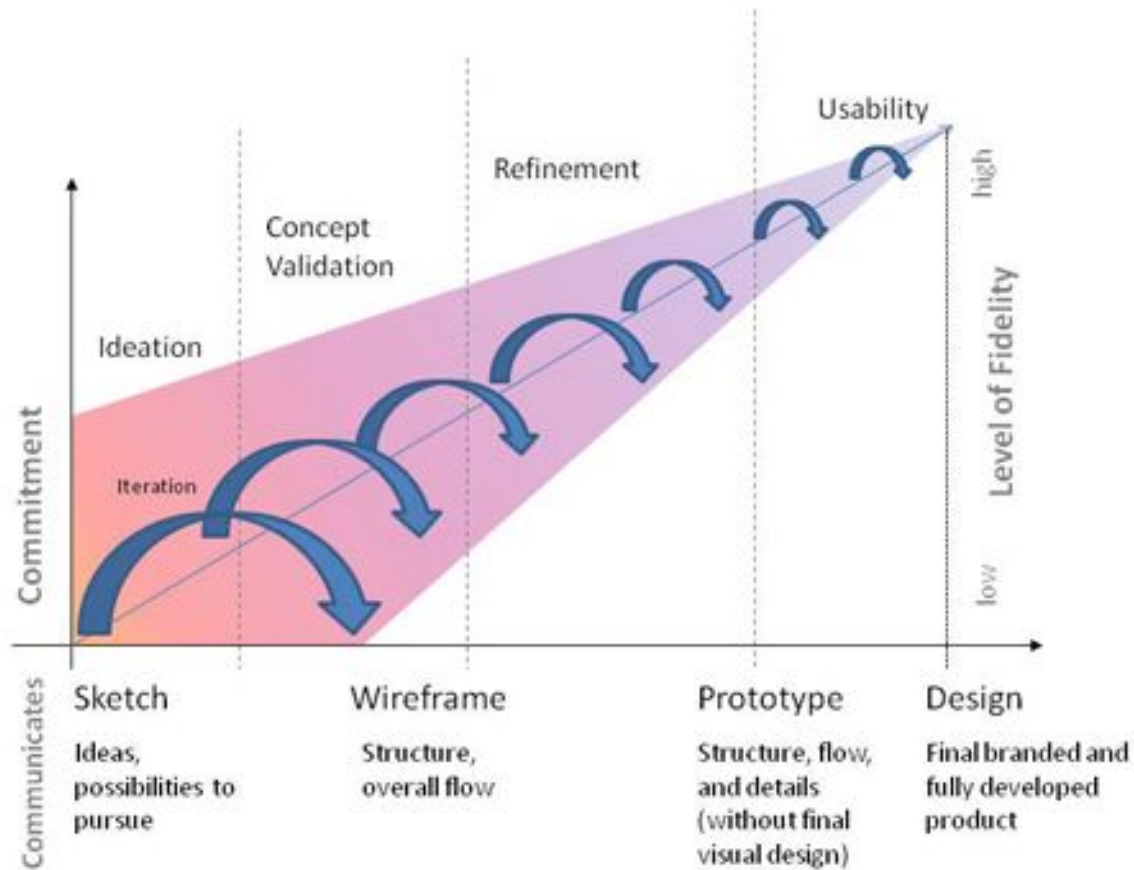 Usability
high
Refinement
Concept
Validation
Ideation
Level of Fidelity
Commitment
Iteration
low
Communicates
Sketch
Wireframe
Prototype
Design
Ideas,
possibilities to
pursue
Structure,
overall flow
Structure, flow,
and details
(without final
visual design)
Final branded and
fully developed
product